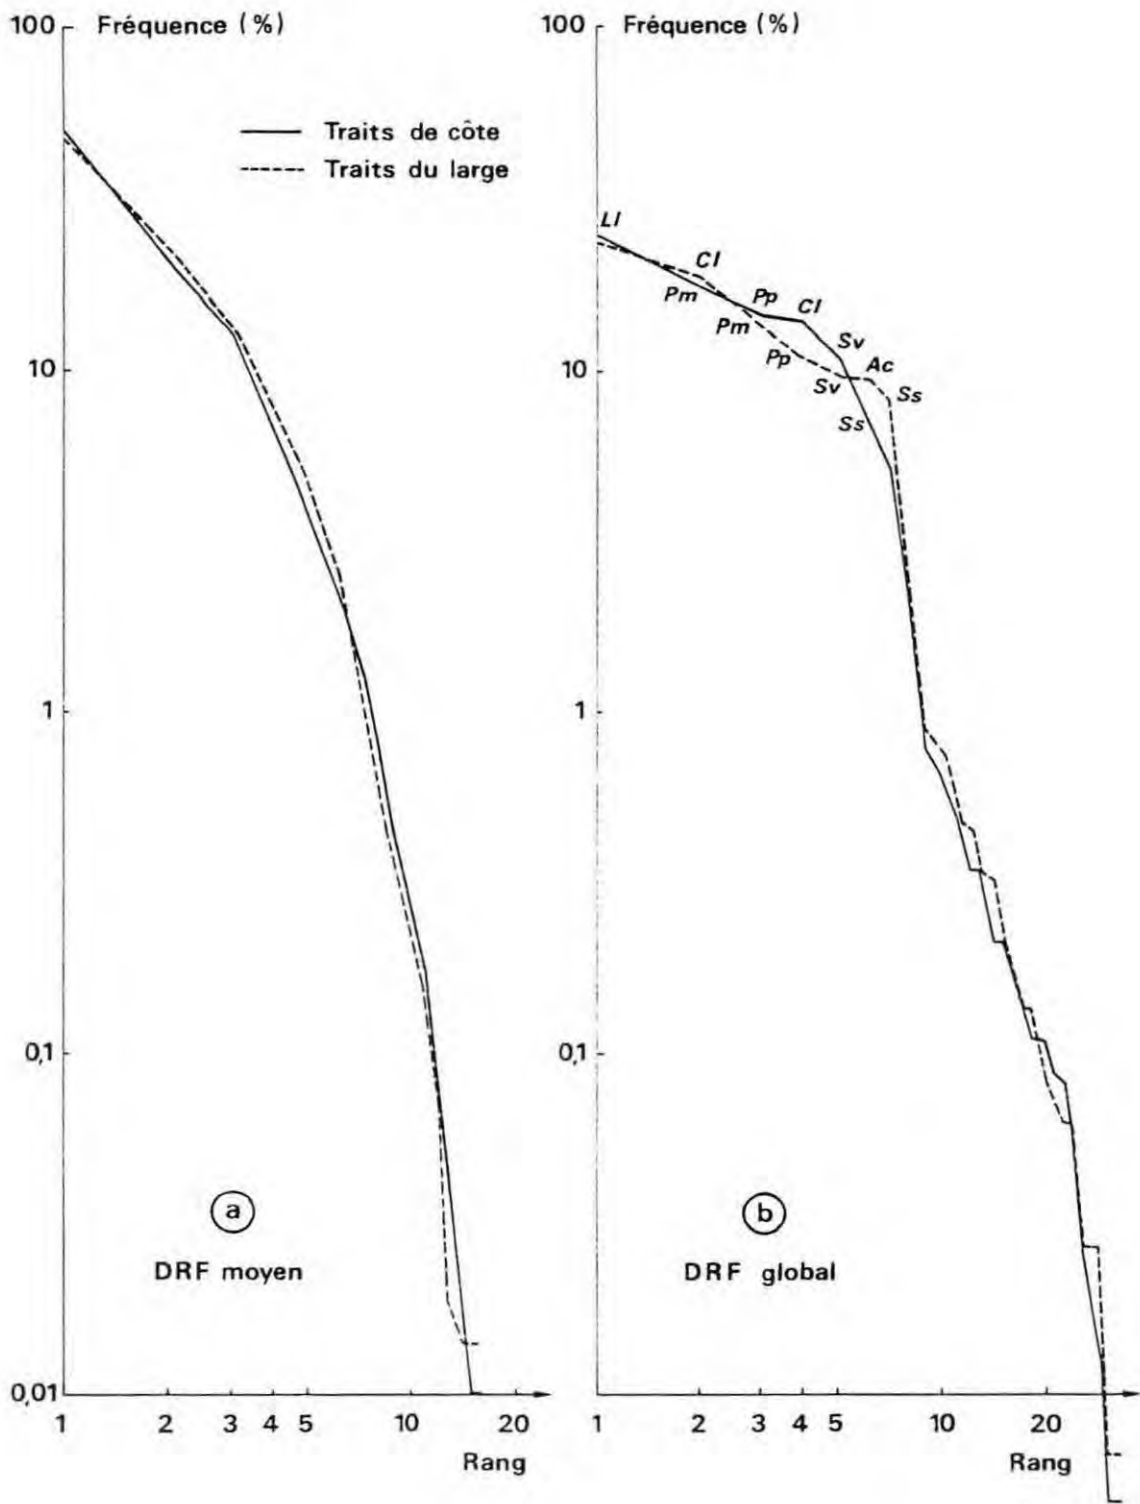 100 Fréquence (%)
Traits de côte
Traits du large
10
1
0,1
0,01
a
DRF moyen
1 2 3 4 5 10 20
Rang
100 Fréquence (%)
Ll
Cl
Pm
Pp
Cl
Pm
Sv
Pp
Ac
Sv
Ss
Ss
10
1
0,1
b
DRF global
1 2 3 4 5 10 20
Rang